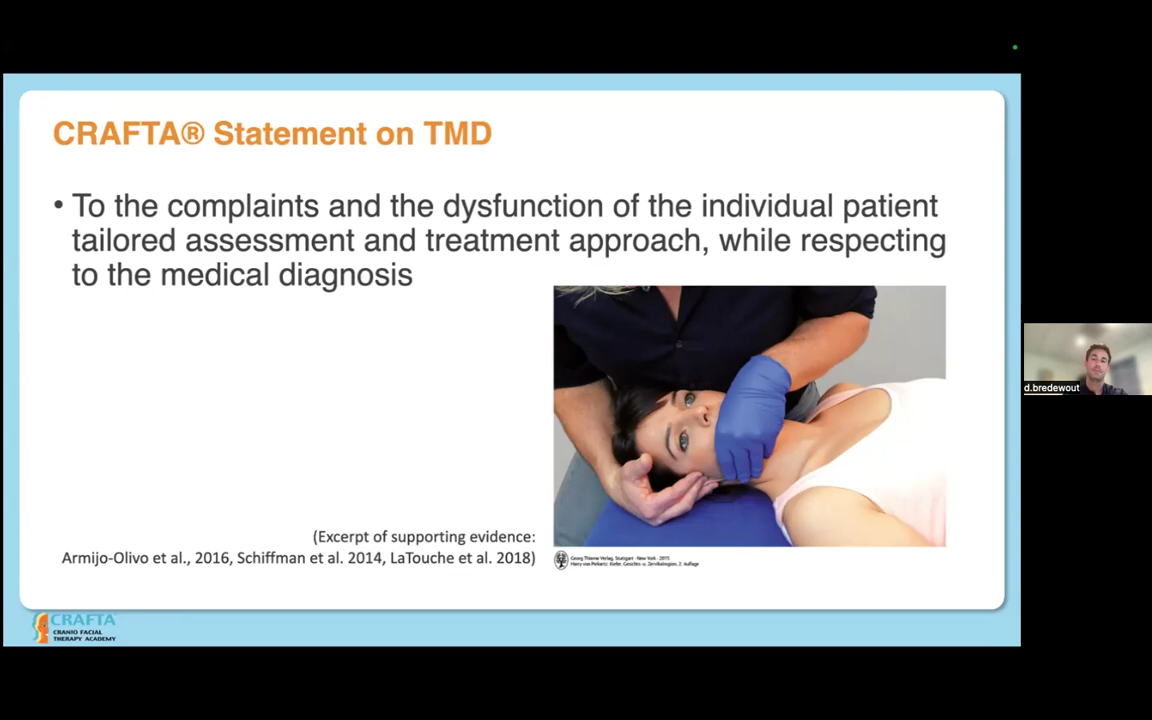 CRAFTA® Statement on TMD
• To the complaints and the dysfunction of the individual patient
tailored assessment and treatment approach, while respecting
to the medical diagnosis
(Excerpt of supporting evidence:
Armijo-Olivo et al., 2016, Schiffman et al. 2014, LaTouche et al. 2018)
Georg Thieme Verlag, Stuttgart · New York · 2015
Harry von Piekartz: Kiefer, Gesichts- u. Zervikalregion, 2. Auflage
d.bredewout
CRAFTA
CRANIO FACIAL
THERAPY ACADEMY